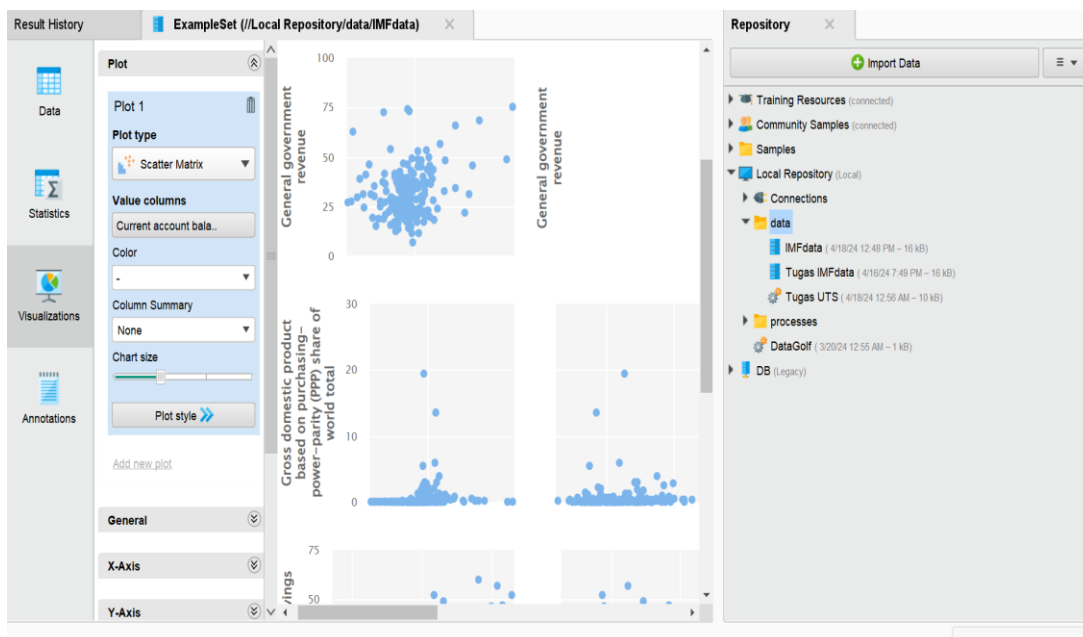 Result History
ExampleSet (//Local Repository/data/IMFdata)
Data
Statistics
Visualizations
Annotations
Plot
Plot 1
Plot type
Scatter Matrix
Value columns
Current account bala..
Color
-
Column Summary
None
Chart size
Plot style
Add new plot
General
X-Axis
Y-Axis
General government
revenue
100
75
50
25
0
General government
revenue
Gross domestic product
based on purchasing-
power-parity (PPP) share of
world total
30
20
10
0
vings
75
50
Repository
Import Data
Training Resources (connected)
Community Samples (connected)
Samples
Local Repository (Local)
Connections
data
IMFdata ( 4/18/24 12:48 PM – 16 kB)
Tugas IMFdata ( 4/16/24 7:49 PM – 16 kB)
Tugas UTS ( 4/18/24 12:56 AM – 10 kB)
processes
DataGolf ( 3/20/24 12:55 AM – 1 kB)
DB (Legacy)